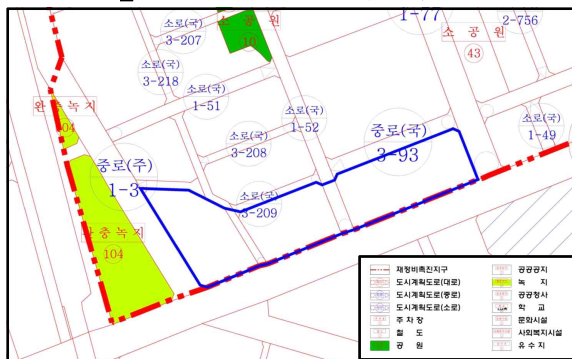 소로(국)
3-207
소 공 원
1-77
2-756
소 공 원
43
소로(국)
3-218
소로(국)
1-51
완 충 녹 지
소로(국)
1-52
중로(국)
3-93
소로(국)
1-49
소로(국)
3-208
중로(주)
1-3
소로(국)
3-209
완 충 녹 지
104
재정비촉진지구
도시계획도로(대로)
도시계획도로(중로)
도시계획도로(소로)
주 차 장
철 도
공 원
공공공지
녹 지
공공청사
학 교
문화시설
사회복지시설
유 수 지